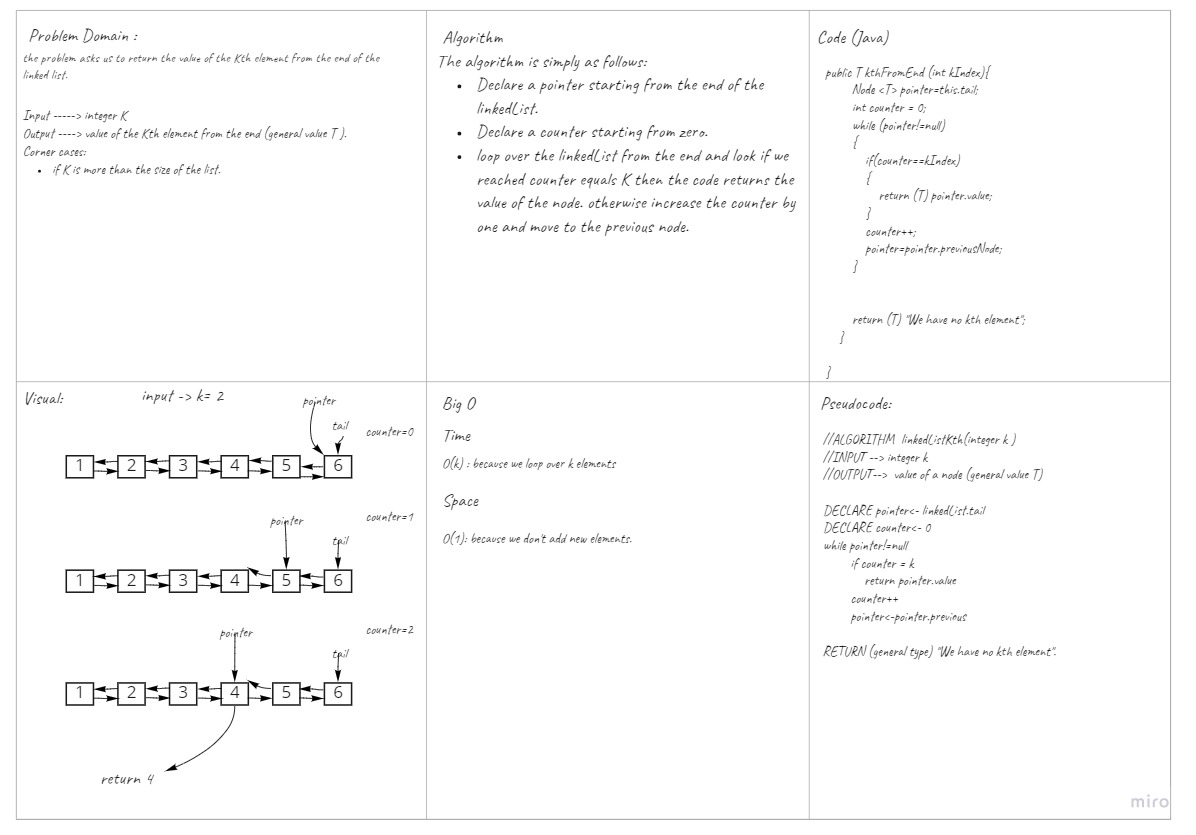 Problem Domain :
the problem asks us to return the value of the Kth element from the end of the
linked list.
Input -----> integer K
Output ----> value of the Kth element from the end (general value T ).
Corner cases:
• if K is more than the size of the list.
Algorithm
The algorithm is simply as follows:
• Declare a pointer starting from the end of the
linkedList.
• Declare a counter starting from zero.
• loop over the linkedList from the end and look if we
reached counter equals K then the code returns the
value of the node. otherwise increase the counter by
one and move to the previous node.
Code (Java)
public T kthFromEnd (int kIndex){
Node <T> pointer=this.tail;
int counter = 0;
while (pointer!=null)
{
if(counter==kIndex)
{
return (T) pointer.value;
}
counter++;
pointer=pointer.previousNode;
}
return (T) "We have no kth element";
}
}
Visual:
input -> k= 2
pointer
tail
counter=0
1 2 3 4 5 6
pointer
tail
counter=1
1 2 3 4 5 6
pointer
tail
counter=2
1 2 3 4 5 6
return 4
Big O
Time
O(k) : because we loop over k elements
Space
O(1): because we don't add new elements.
Pseudocode:
//ALGORITHM linkedListKth(integer k )
//INPUT --> integer k
//OUTPUT--> value of a node (general value T)
DECLARE pointer<- linkedList.tail
DECLARE counter<- 0
while pointer!=null
if counter = k
return pointer.value
counter++
pointer<-pointer.previous
RETURN (general type) "We have no kth element".
miro